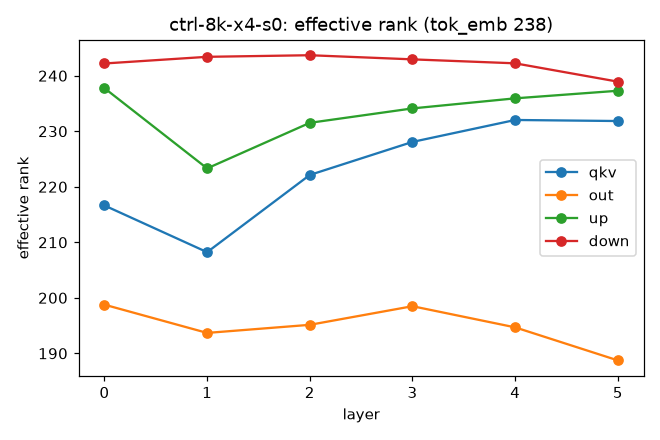 ctrl-8k-x4-s0: effective rank (tok_emb 238)
effective rank
240
230
220
210
200
190
qkv
out
up
down
0 1 2 3 4 5
layer